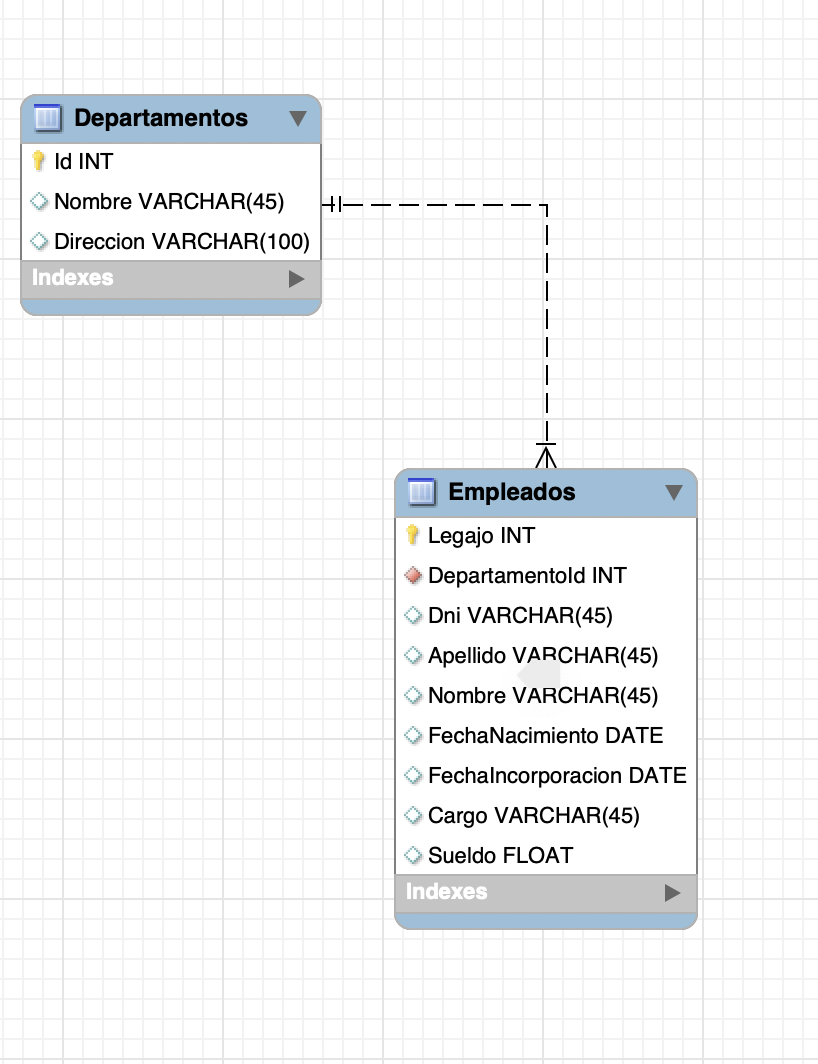 Departamentos
Id INT
Nombre VARCHAR(45)
Direccion VARCHAR(100)
Indexes
Empleados
Legajo INT
DepartamentoId INT
Dni VARCHAR(45)
Apellido VARCHAR(45)
Nombre VARCHAR(45)
FechaNacimiento DATE
FechaIncorporacion DATE
Cargo VARCHAR(45)
Sueldo FLOAT
Indexes